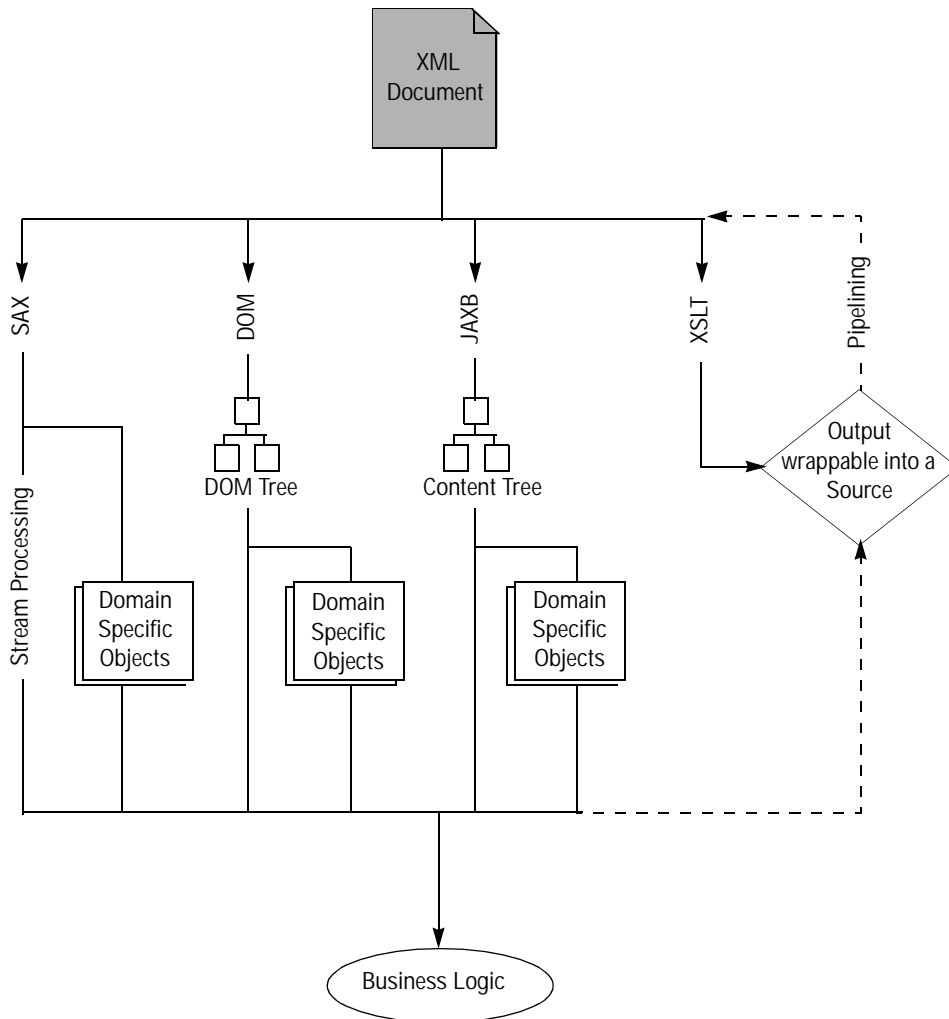 XML
Document
SAX
DOM
JAXB
XSLT
Pipelining
Output
wrappable into a
Source
DOM Tree
Content Tree
Stream Processing
Domain
Specific
Objects
Domain
Specific
Objects
Domain
Specific
Objects
Business Logic